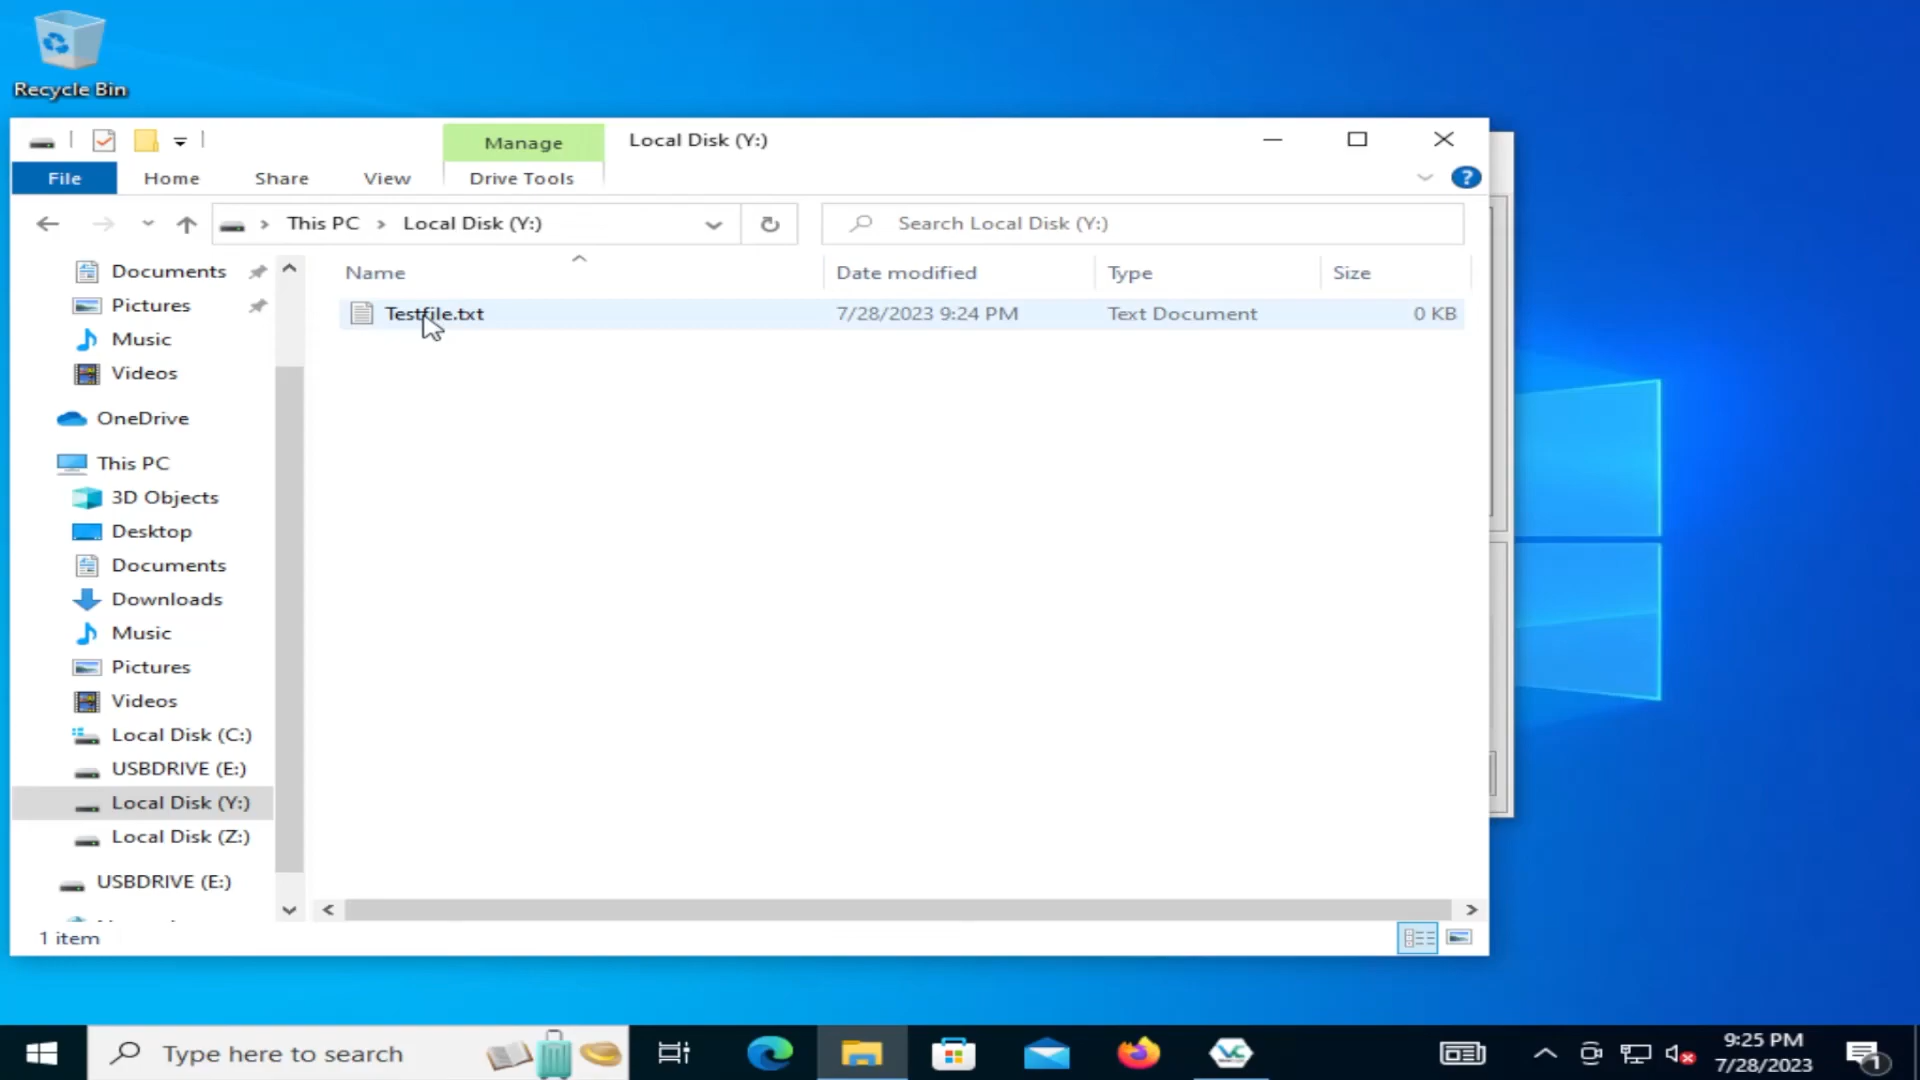 Recycle Bin
Manage
Local Disk (Y:)
File
Home
Share
View
Drive Tools
?
This PC
Local Disk (Y:)
Search Local Disk (Y:)
Name
Date modified
Type
Size
Testfile.txt
7/28/2023 9:24 PM
Text Document
0 KB
Documents
Pictures
Music
Videos
OneDrive
This PC
3D Objects
Desktop
Documents
Downloads
Music
Pictures
Videos
Local Disk (C:)
USBDRIVE (E:)
Local Disk (Y:)
Local Disk (Z:)
USBDRIVE (E:)
1 item
Type here to search
VC
9:25 PM
7/28/2023
1